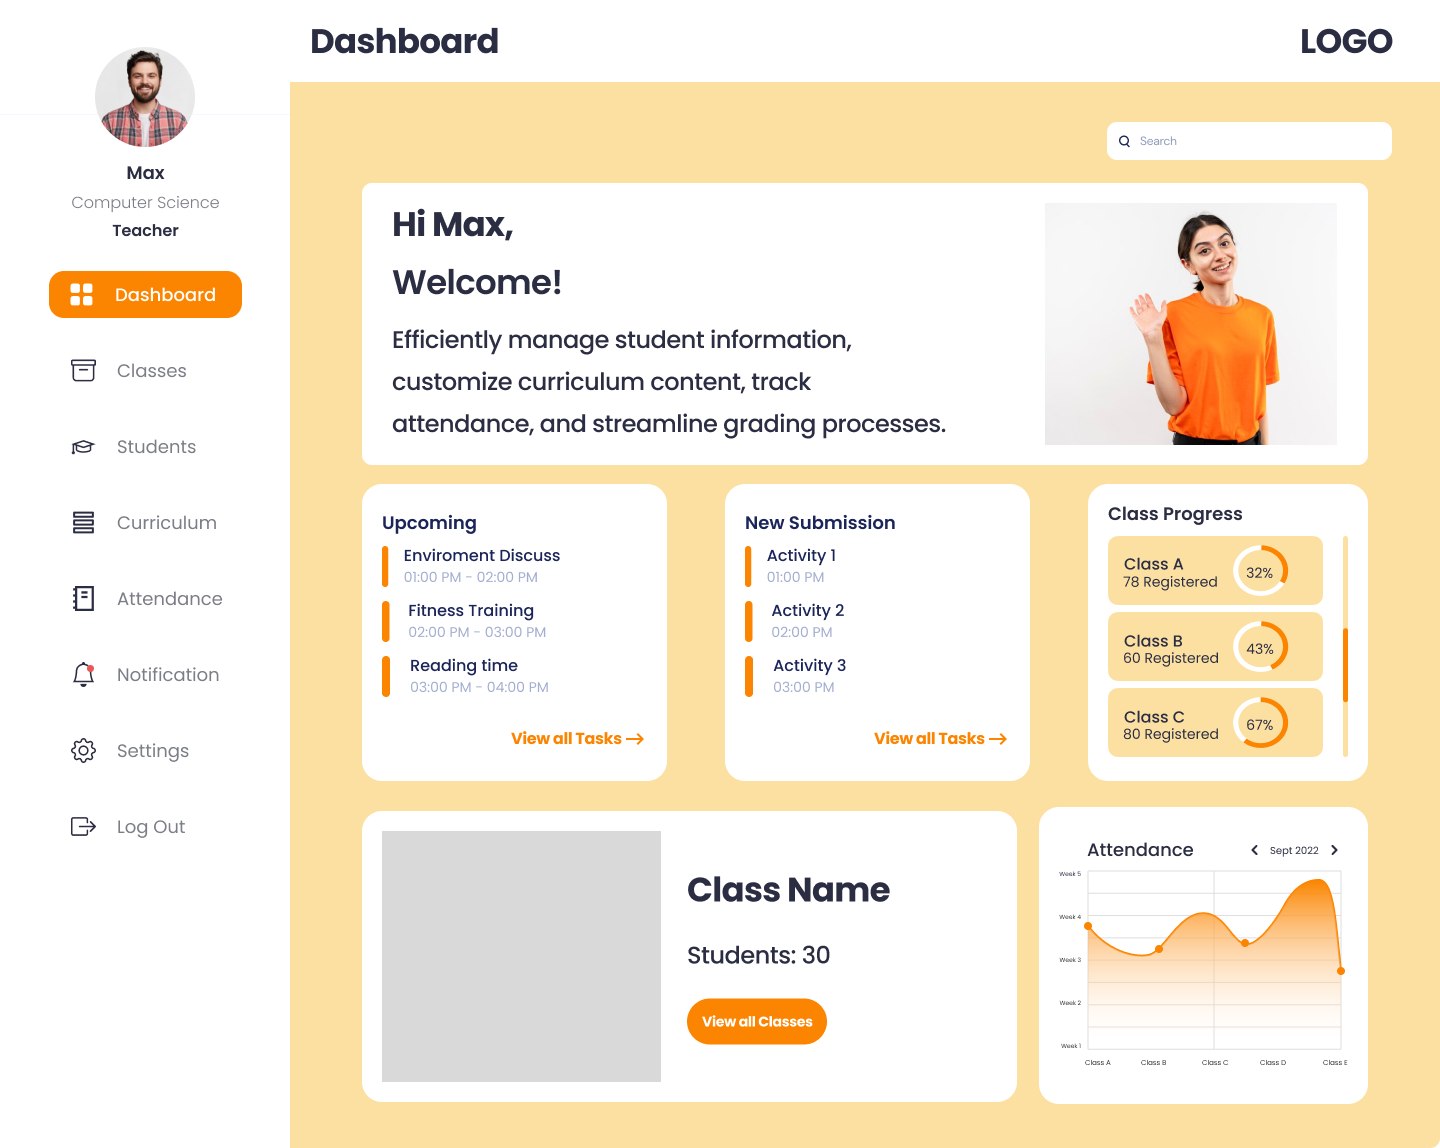 Dashboard
LOGO
Max
Computer Science
Teacher
Dashboard
Classes
Students
Curriculum
Attendance
Notification
Settings
Log Out
Search
Hi Max,
Welcome!
Efficiently manage student information,
customize curriculum content, track
attendance, and streamline grading processes.
Upcoming
Enviroment Discuss
01:00 PM - 02:00 PM
Fitness Training
02:00 PM - 03:00 PM
Reading time
03:00 PM - 04:00 PM
View all Tasks
New Submission
Activity 1
01:00 PM
Activity 2
02:00 PM
Activity 3
03:00 PM
View all Tasks
Class Progress
Class A
78 Registered
32%
Class B
60 Registered
43%
Class C
80 Registered
67%
Class Name
Students: 30
View all Classes
Attendance
Sept 2022
Week 5
Week 4
Week 3
Week 2
Week 1
Class A Class B Class C Class D Class E